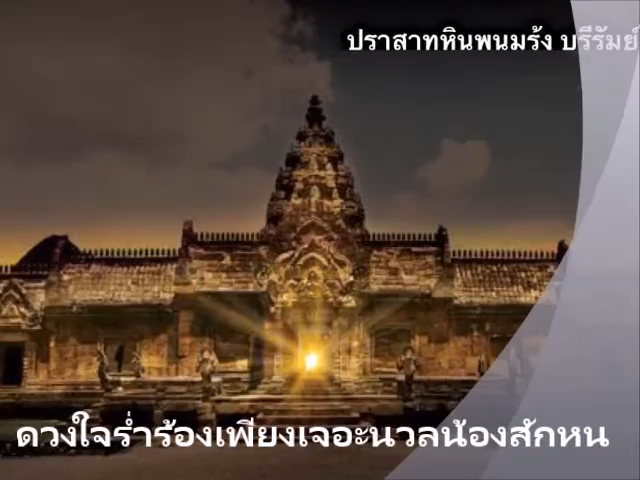 ปราสาทหินพนมรุ้ง บรีรัมย์
ดวงใจร่ำร้องเพียงเจอะนวลน้องสักหน